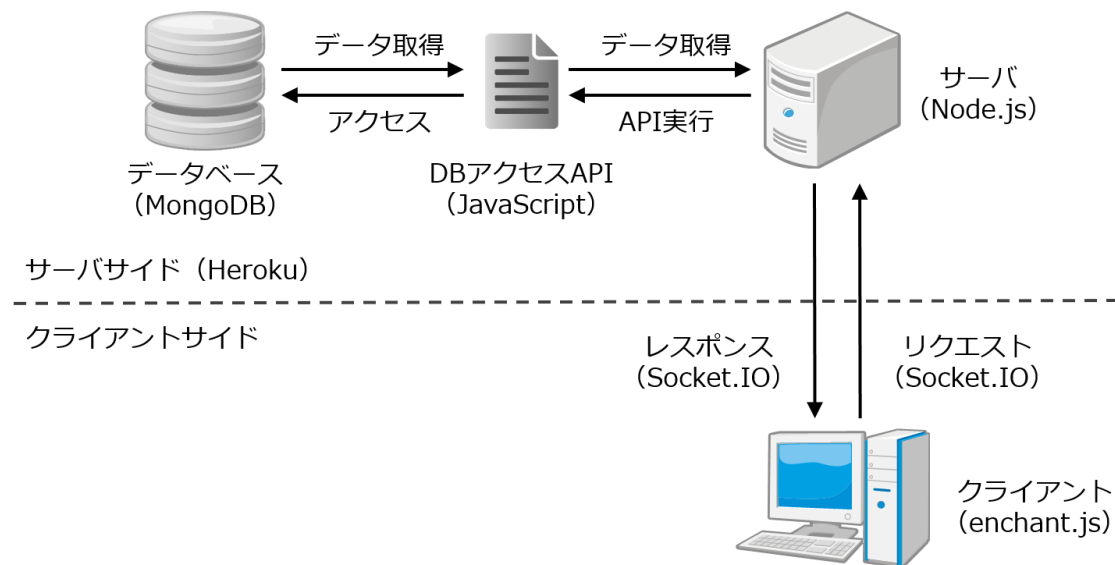 データ取得
データ取得
アクセス
API実行
サーバ
（Node.js）
データベース
（MongoDB）
DBアクセスAPI
（JavaScript）
サーバサイド（Heroku）
クライアントサイド
レスポンス
（Socket.IO）
リクエスト
（Socket.IO）
クライアント
（enchant.js）